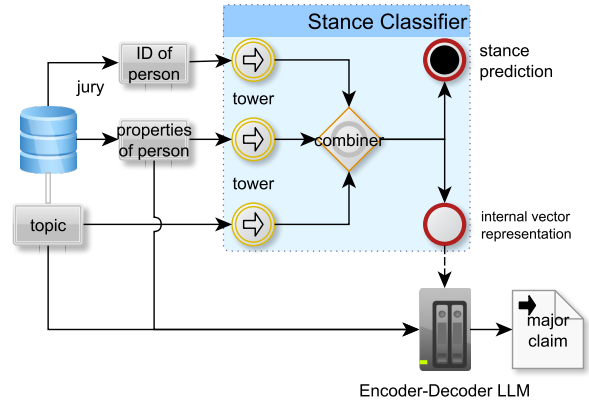 Stance Classifier
ID of
person
jury
stance
prediction
tower
properties
of person
combiner
tower
topic
internal vector
representation
major
claim
Encoder-Decoder LLM